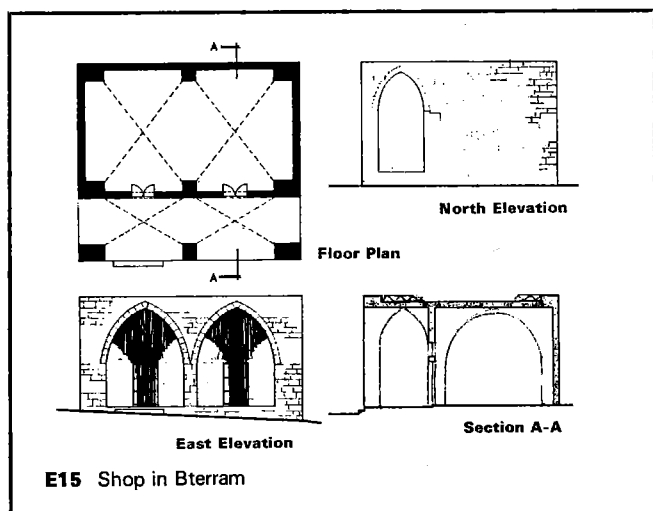 A
North Elevation
Floor Plan
A
East Elevation
Section A-A
E15 Shop in Bterram